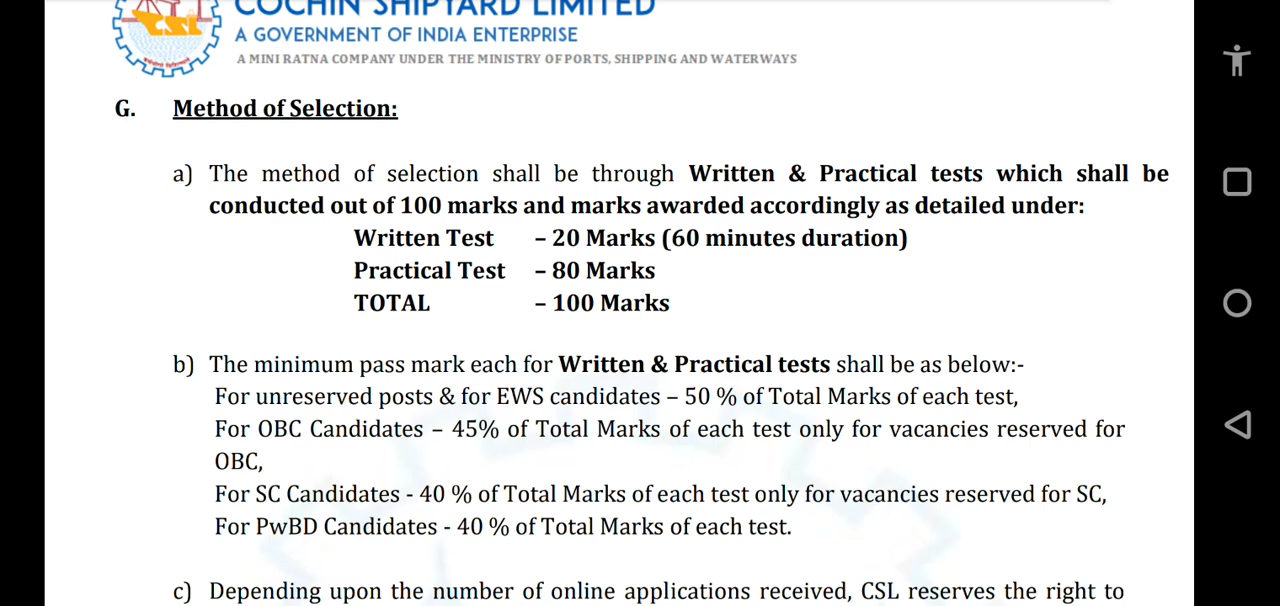 COCHIN SHIPYARD LIMITED
A GOVERNMENT OF INDIA ENTERPRISE
A MINI RATNA COMPANY UNDER THE MINISTRY OF PORTS, SHIPPING AND WATERWAYS
G. Method of Selection:
a) The method of selection shall be through Written & Practical tests which shall be
conducted out of 100 marks and marks awarded accordingly as detailed under:
Written Test – 20 Marks (60 minutes duration)
Practical Test – 80 Marks
TOTAL – 100 Marks
b) The minimum pass mark each for Written & Practical tests shall be as below:-
For unreserved posts & for EWS candidates – 50 % of Total Marks of each test,
For OBC Candidates – 45% of Total Marks of each test only for vacancies reserved for
OBC,
For SC Candidates - 40 % of Total Marks of each test only for vacancies reserved for SC,
For PwBD Candidates - 40 % of Total Marks of each test.
c) Depending upon the number of online applications received, CSL reserves the right to